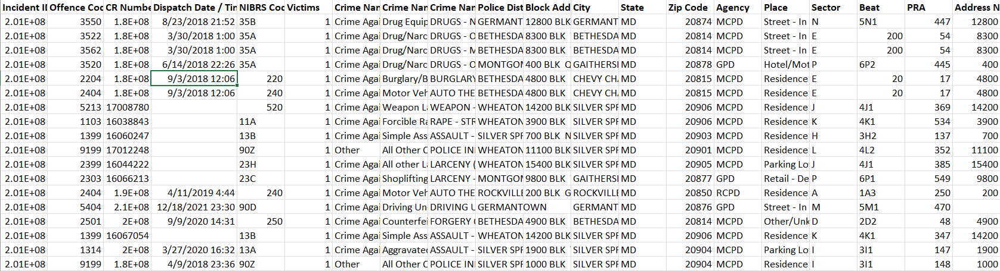 Incident ID Offence Coc CR Numbe Dispatch Date / Tir NIBRS Coc Victims Crime Nan Crime Nar Crime Nan Police Dist Block Add City State Zip Code Agency Place Sector Beat PRA Address N
2.01E+08 3550 1.8E+08 8/23/2018 21:52 35B 1 Crime Agai Drug Equip DRUGS - N GERMANT 12800 BLK GERMANT MD 20874 MCPD Street - In N 5N1 447 12800
2.01E+08 3522 1.8E+08 3/30/2018 1:00 35A 1 Crime Agai Drug/Narc DRUGS - O BETHESDA 8300 BLK BETHESDA MD 20814 MCPD Street - In E 200 54 8300
2.01E+08 3562 1.8E+08 3/30/2018 1:00 35A 1 Crime Agai Drug/Narc DRUGS - M BETHESDA 8300 BLK BETHESDA MD 20814 MCPD Street - In E 200 54 8300
2.01E+08 3520 1.8E+08 6/14/2018 22:26 35A 1 Crime Agai Drug/Narc DRUGS - O MONTGON 400 BLK Q GAITHERSI MD 20878 GPD Hotel/Mot P 6P2 445 400
2.01E+08 2204 1.8E+08 9/3/2018 12:06 220 1 Crime Agai Burglary/B BURGLARY BETHESDA 4800 BLK CHEVY CHA MD 20815 MCPD Residence E 20 17 4800
2.01E+08 2404 1.8E+08 9/3/2018 12:06 240 1 Crime Agai Motor Veh AUTO THE BETHESDA 4800 BLK CHEVY CHA MD 20815 MCPD Residence E 20 17 4800
2.01E+08 5213 17008780 520 1 Crime Agai Weapon La WEAPON - WHEATON 14200 BLK SILVER SPF MD 20906 MCPD Residence J 4J1 369 14200
2.01E+08 1103 16038843 11A 1 Crime Agai Forcible Ra RAPE - STR WHEATON 3900 BLK SILVER SPF MD 20906 MCPD Residence K 4K1 534 3900
2.01E+08 1399 16060247 13B 1 Crime Agai Simple Ass ASSAULT - SILVER SPF 700 BLK N SILVER SPF MD 20903 MCPD Residence H 3H2 137 700
2.01E+08 9199 17012248 90Z 1 Other All Other O POLICE INI WHEATON 11100 BLK SILVER SPF MD 20901 MCPD Residence L 4L2 352 11100
2.01E+08 2399 16044222 23H 1 Crime Agai All other La LARCENY ( WHEATON 15400 BLK SILVER SPF MD 20905 MCPD Parking Lo J 4J1 385 15400
2.01E+08 2303 16066213 23C 1 Crime Agai Shoplifting LARCENY - MONTGON 9800 BLK GAITHERSI MD 20877 GPD Retail - De P 6P1 549 9800
2.01E+08 2404 1.9E+08 4/11/2019 4:44 240 1 Crime Agai Motor Veh AUTO THE ROCKVILLE 200 BLK G ROCKVILLE MD 20850 RCPD Residence A 1A3 250 200
2.01E+08 5404 2.1E+08 12/18/2021 23:30 90D 1 Crime Agai Driving Un DRIVING U GERMANTOWN GERMANT MD 20876 GPD Street - In M 5M1 470
2.01E+08 2501 2E+08 9/9/2020 14:31 250 1 Crime Agai Counterfei FORGERY C BETHESDA 4900 BLK BETHESDA MD 20814 MCPD Other/Unk D 2D2 48 4900
2.01E+08 1399 16067054 13B 1 Crime Agai Simple Ass ASSAULT - WHEATON 14200 BLK SILVER SPF MD 20906 MCPD Residence K 4K1 347 14200
2.01E+08 1314 2E+08 3/27/2020 16:32 13A 1 Crime Agai Aggravated ASSAULT - SILVER SPF 1900 BLK SILVER SPF MD 20904 MCPD Parking Lo I 3I1 147 1900
2.01E+08 9199 1.8E+08 4/9/2018 23:36 90Z 1 Other All Other O POLICE INI SILVER SPF 1000 BLK SILVER SPF MD 20904 MCPD Residence I 3I1 148 1000